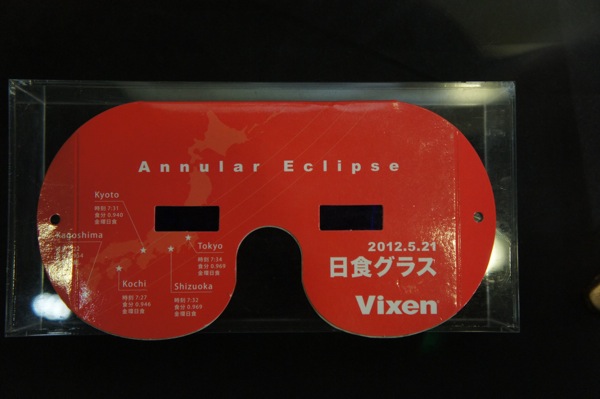 Annular Eclipse
Kyoto
時刻 7:31
食分 0.940
金環日食
Kagoshima
Kochi
時刻 7:27
食分 0.946
金環日食
Shizuoka
時刻 7:32
食分 0.969
金環日食
Tokyo
時刻 7:34
食分 0.969
金環日食
2012.5.21
日食グラス
Vixen